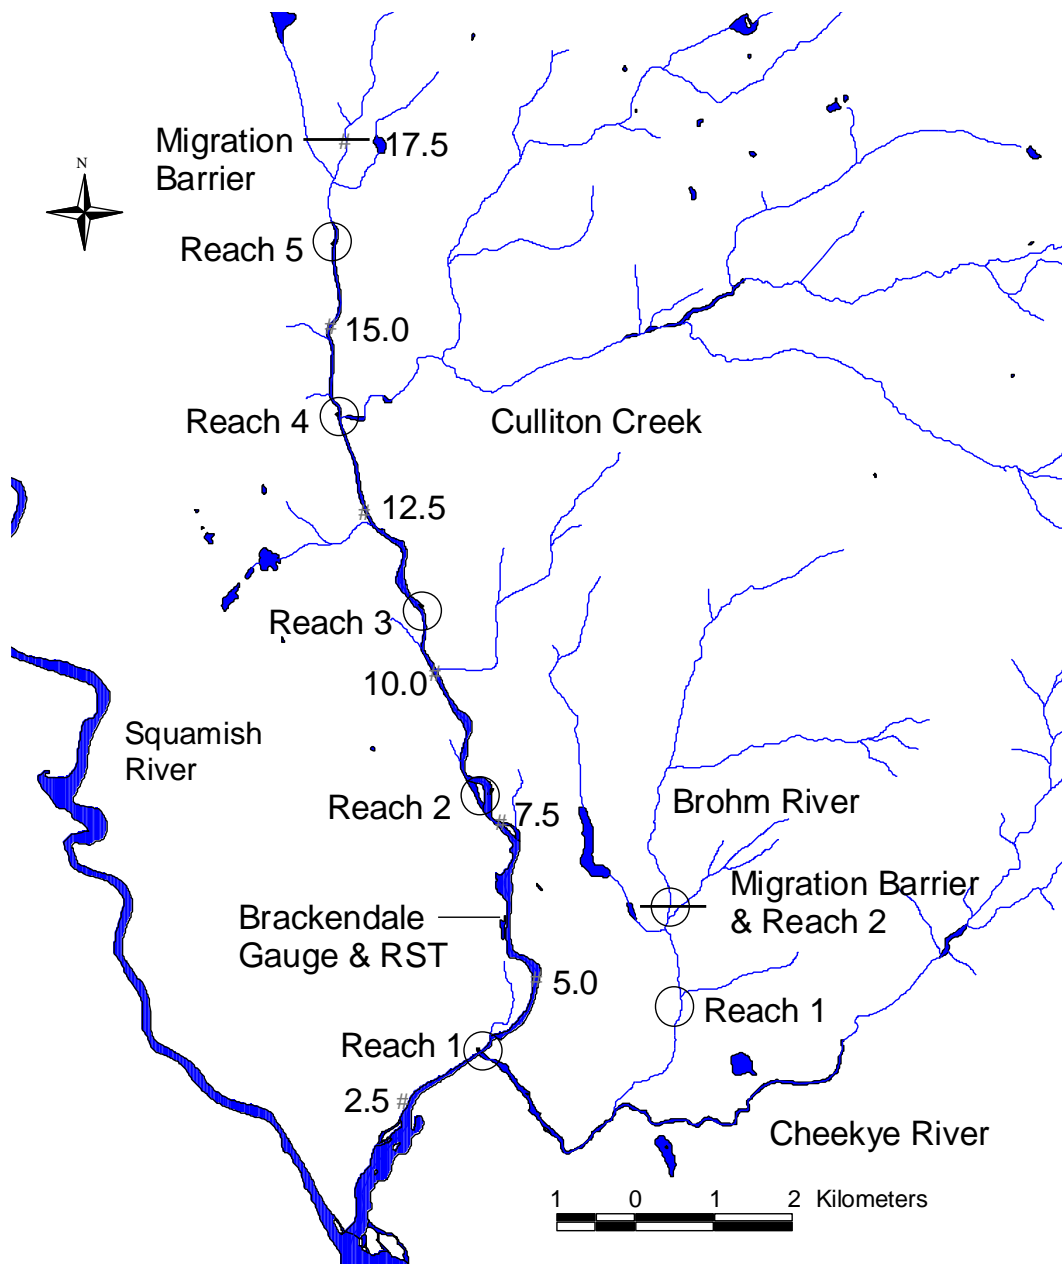 Migration
Barrier
17.5
N
Reach 5
15.0
Reach 4
Culliton Creek
12.5
Reach 3
10.0
Squamish
River
Reach 2
7.5
Brohm River
Migration Barrier
& Reach 2
Brackendale
Gauge & RST
5.0
Reach 1
Reach 1
2.5
Cheekye River
1 0 1 2 Kilometers